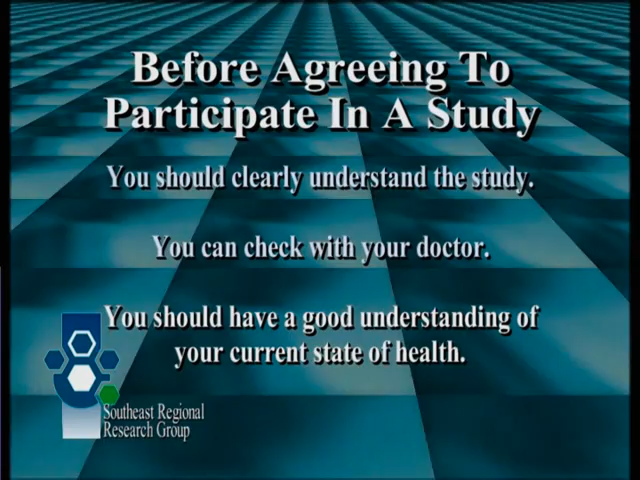 Before Agreeing To
Participate In A Study
You should clearly understand the study.
You can check with your doctor.
You should have a good understanding of
your current state of health.
Southeast Regional
Research Group